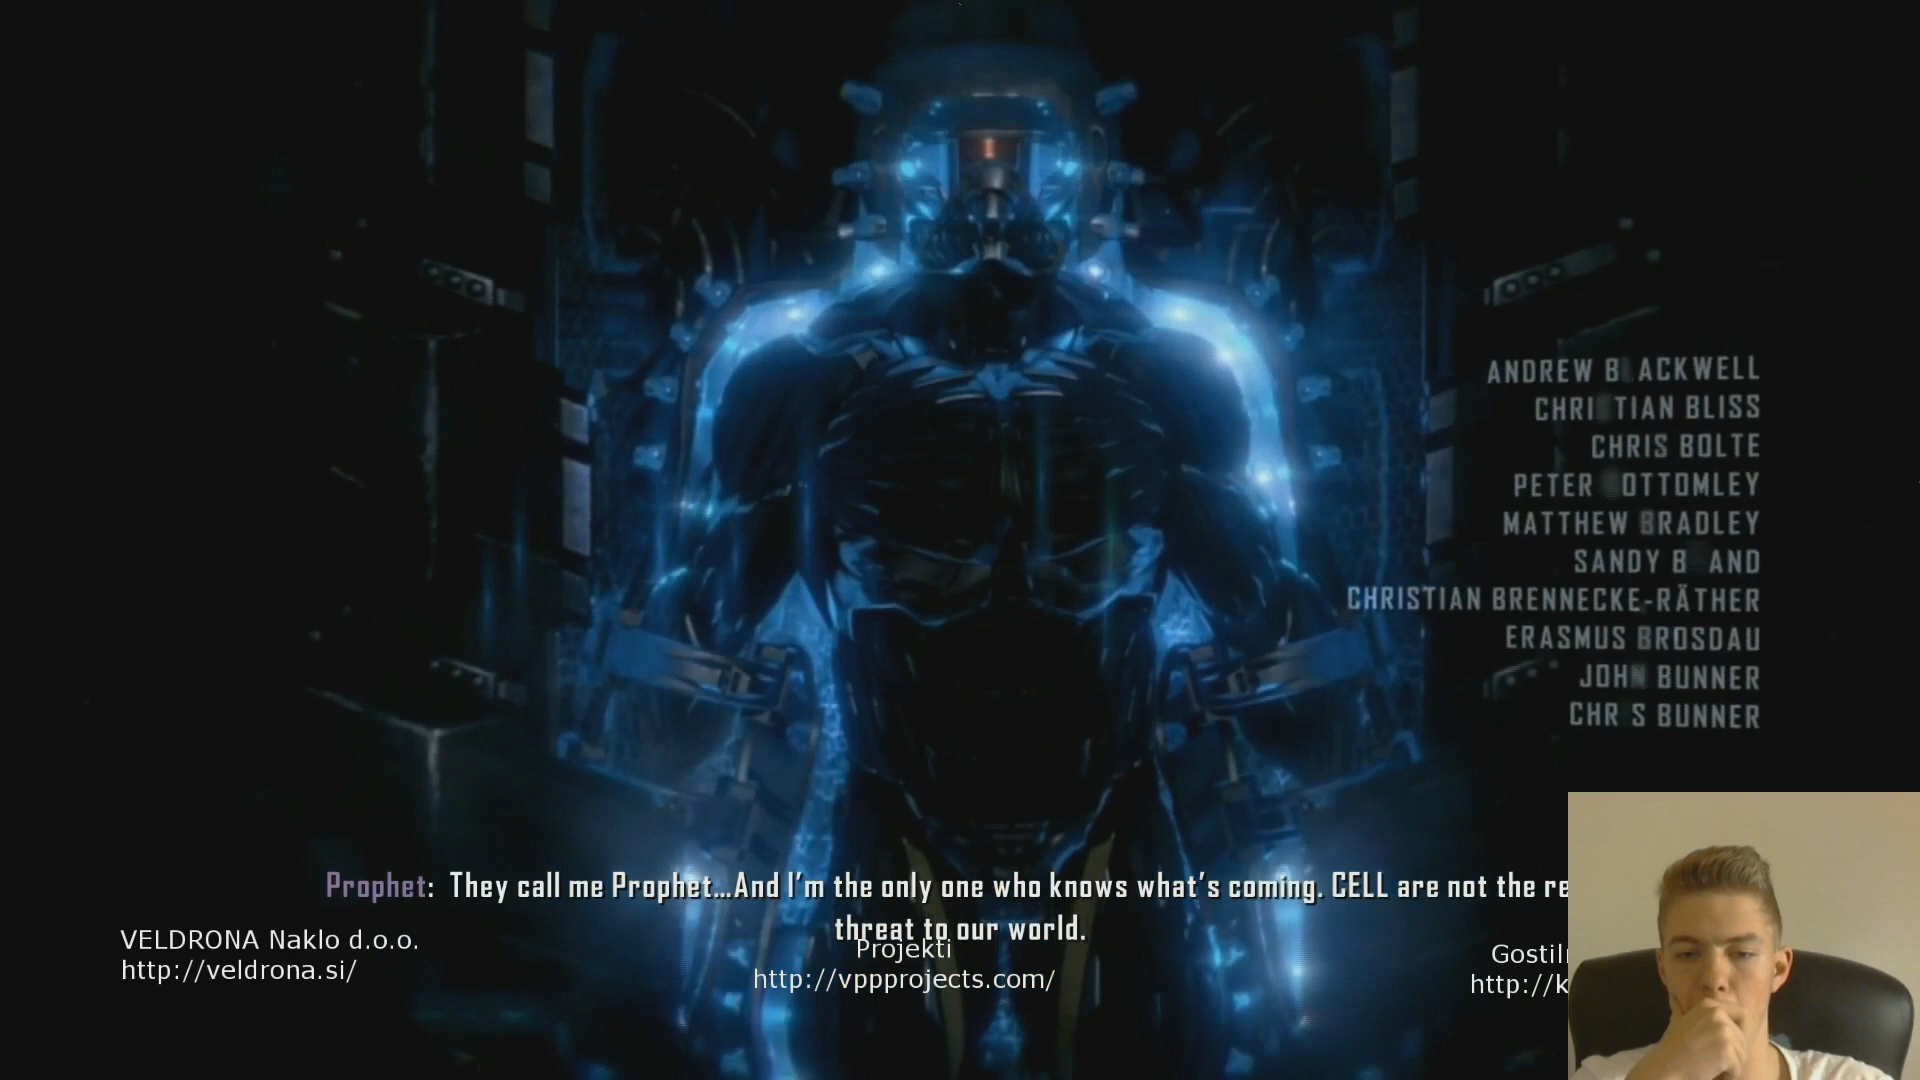 ANDREW B ACKWELL
CHRI TIAN BLISS
CHRIS BOLTE
PETER OTTOMLEY
MATTHEW BRADLEY
SANDY B AND
CHRISTIAN BRENNECKE-RÄTHER
ERASMUS BROSDAU
JOHN BUNNER
CHR S BUNNER
Prophet: They call me Prophet...And I'm the only one who knows what's coming. CELL are not the re
threat to our world.
VELDRONA Naklo d.o.o.
http://veldrona.si/
Projekti
http://vppprojects.com/
Gostil
http://k